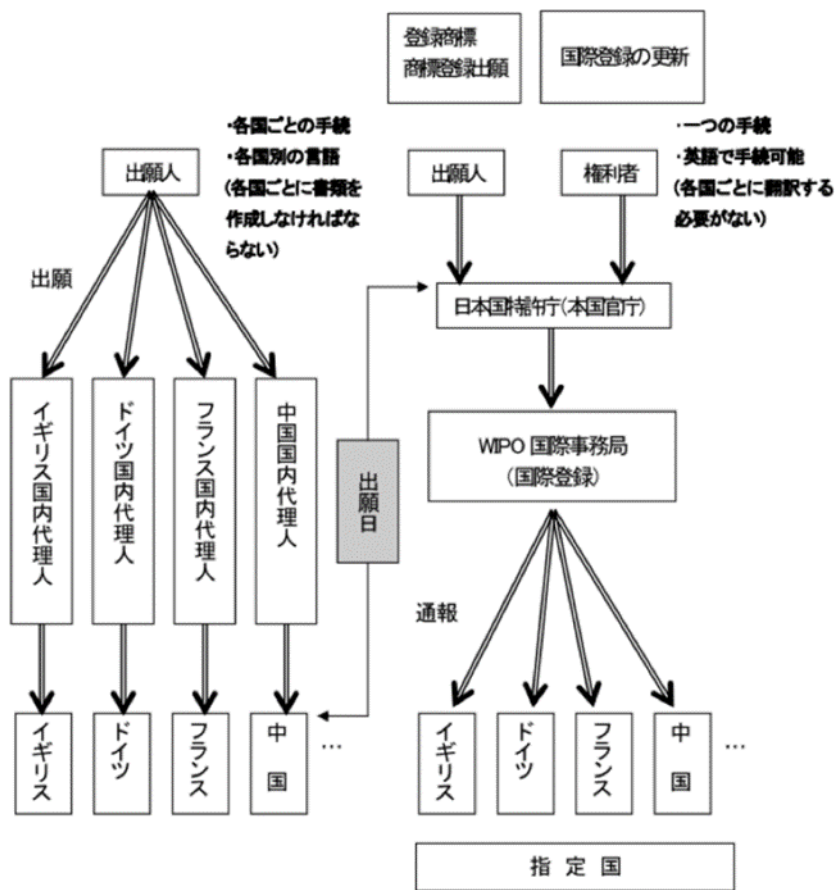 登録商標
商標登録出願
国際登録の更新
・各国ごとの手続
・各国別の言語
(各国ごとに書類を
作成しなければな
らない)
出願人
・一つの手続
・英語で手続可能
(各国ごとに翻訳する
必要がない)
出願人
権利者
出願
日本国特許庁(本国官庁)
イギリス国内代理人
ドイツ国内代理人
フランス国内代理人
中国国内代理人
出願日
WIPO 国際事務局
(国際登録)
通報
イギリス
ドイツ
フランス
中国
…
イギリス
ドイツ
フランス
中国
…
指定国